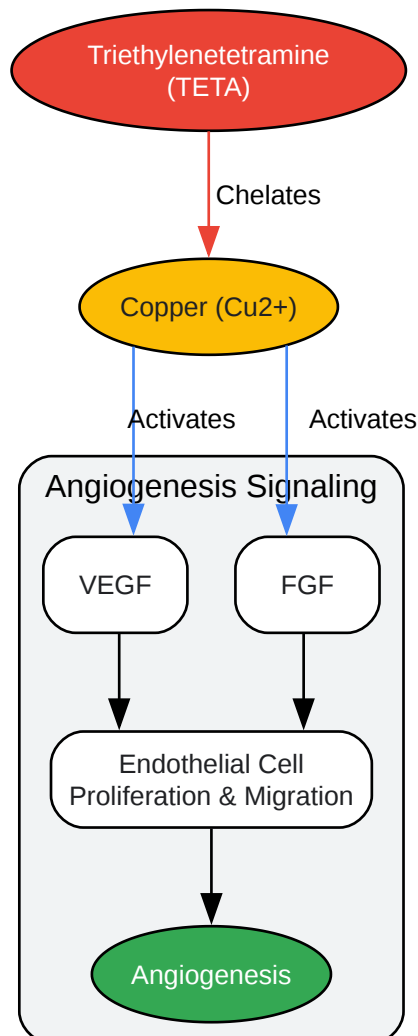 Triethylenetetramine
(TETA)
Chelates
Copper (Cu2+)
Activates
Activates
Angiogenesis Signaling
VEGF
FGF
Endothelial Cell
Proliferation & Migration
Angiogenesis